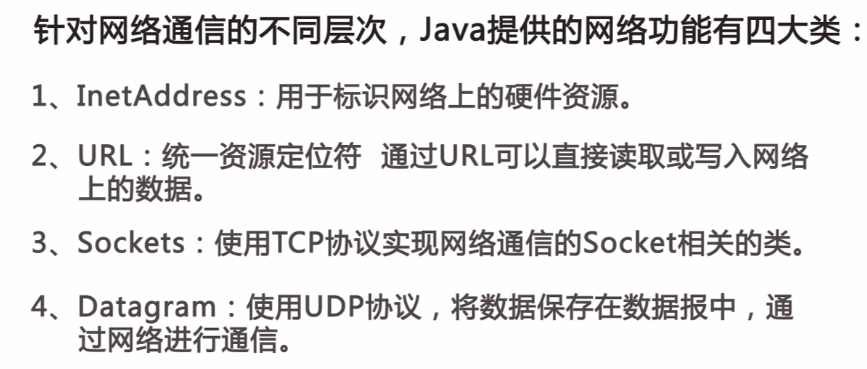 针对网络通信的不同层次，Java提供的网络功能有四大类：
1、InetAddress：用于标识网络上的硬件资源。
2、URL：统一资源定位符 通过URL可以直接读取或写入网络
上的数据。
3、Sockets：使用TCP协议实现网络通信的Socket相关的类。
4、Datagram：使用UDP协议，将数据保存在数据报中，通
过网络进行通信。